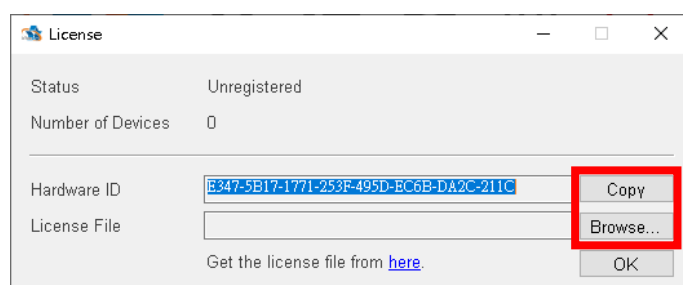 License
Status Unregistered
Number of Devices 0
Hardware ID E347-5B17-1771-253F-495D-EC6B-DA2C-211C Copy
License File Browse...
Get the license file from here. OK